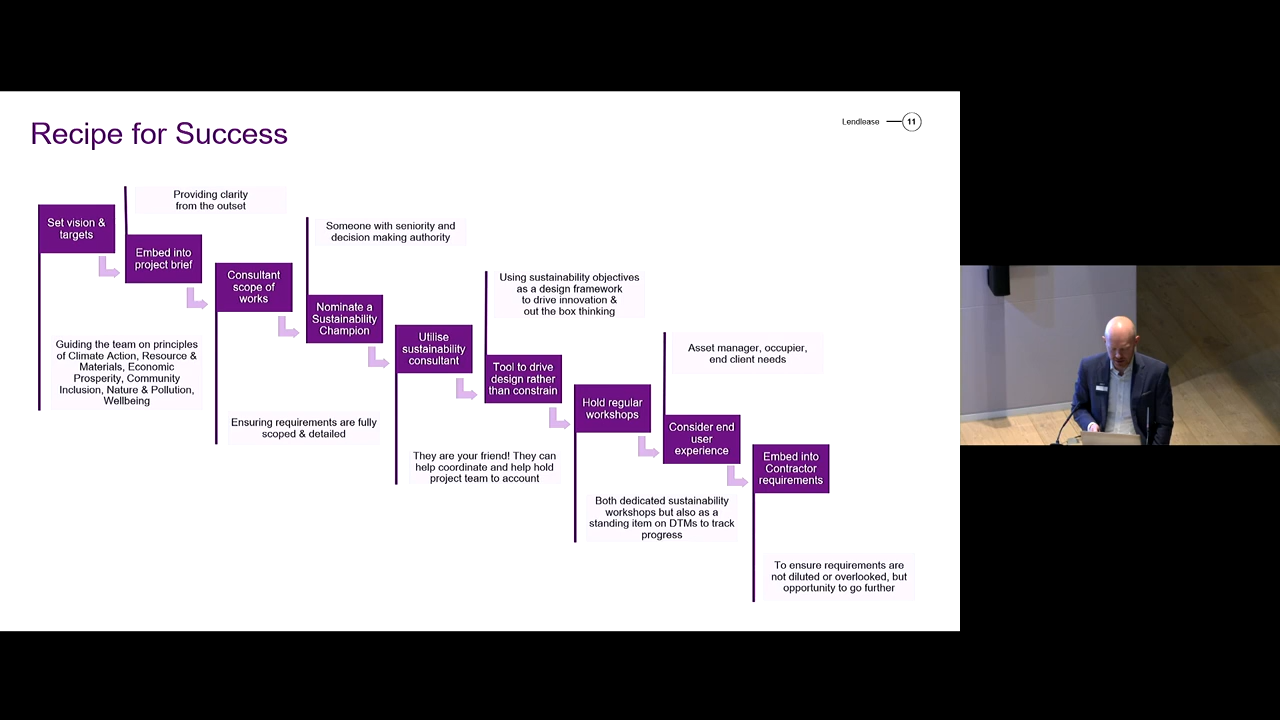 Recipe for Success
Lendlease
11
Set vision &
targets
Guiding the team on principles
of Climate Action, Resource &
Materials, Economic
Prosperity, Community
Inclusion, Nature & Pollution,
Wellbeing
Providing clarity
from the outset
Embed into
project brief
Consultant
scope of
works
Ensuring requirements are fully
scoped & detailed
Someone with seniority and
decision making authority
Nominate a
Sustainability
Champion
Utilise
sustainability
consultant
They are your friend! They can
help coordinate and help hold
project team to account
Using sustainability objectives
as a design framework
to drive innovation &
out the box thinking
Tool to drive
design rather
than constrain
Hold regular
workshops
Both dedicated sustainability
workshops but also as a
standing item on DTMs to track
progress
Asset manager, occupier,
end client needs
Consider end
user
experience
Embed into
Contractor
requirements
To ensure requirements are
not diluted or overlooked, but
opportunity to go further